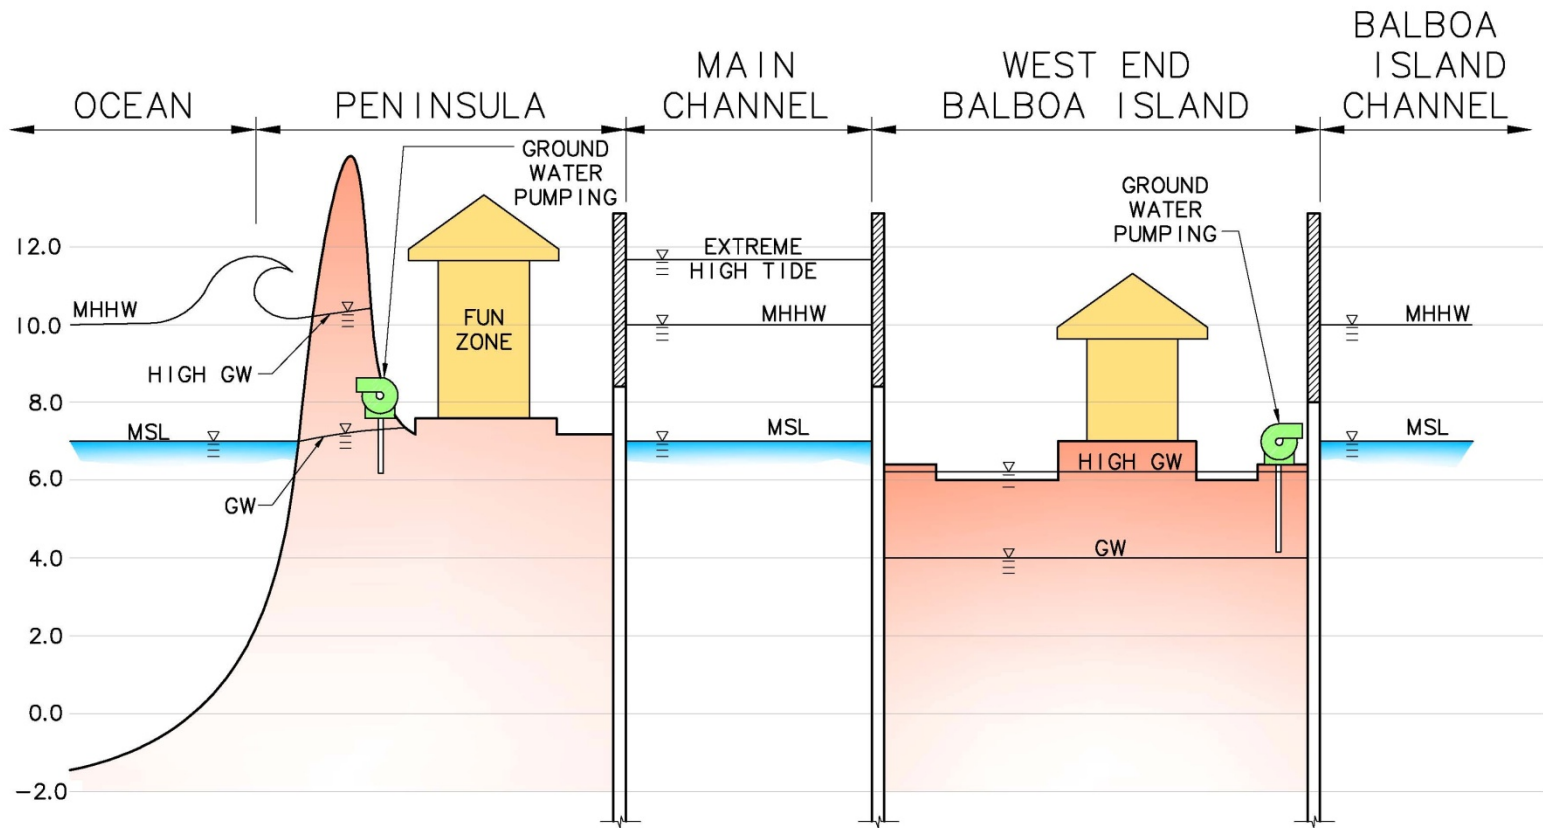 BALBOA
ISLAND
CHANNEL
MAIN
CHANNEL
WEST END
BALBOA ISLAND
OCEAN
PENINSULA
GROUND
WATER
PUMPING
GROUND
WATER
PUMPING
12.0
EXTREME
HIGH TIDE
MHHW
10.0
FUN
ZONE
MHHW
MHHW
HIGH GW
8.0
MSL
MSL
MSL
6.0
HIGH GW
GW
4.0
GW
2.0
0.0
-2.0